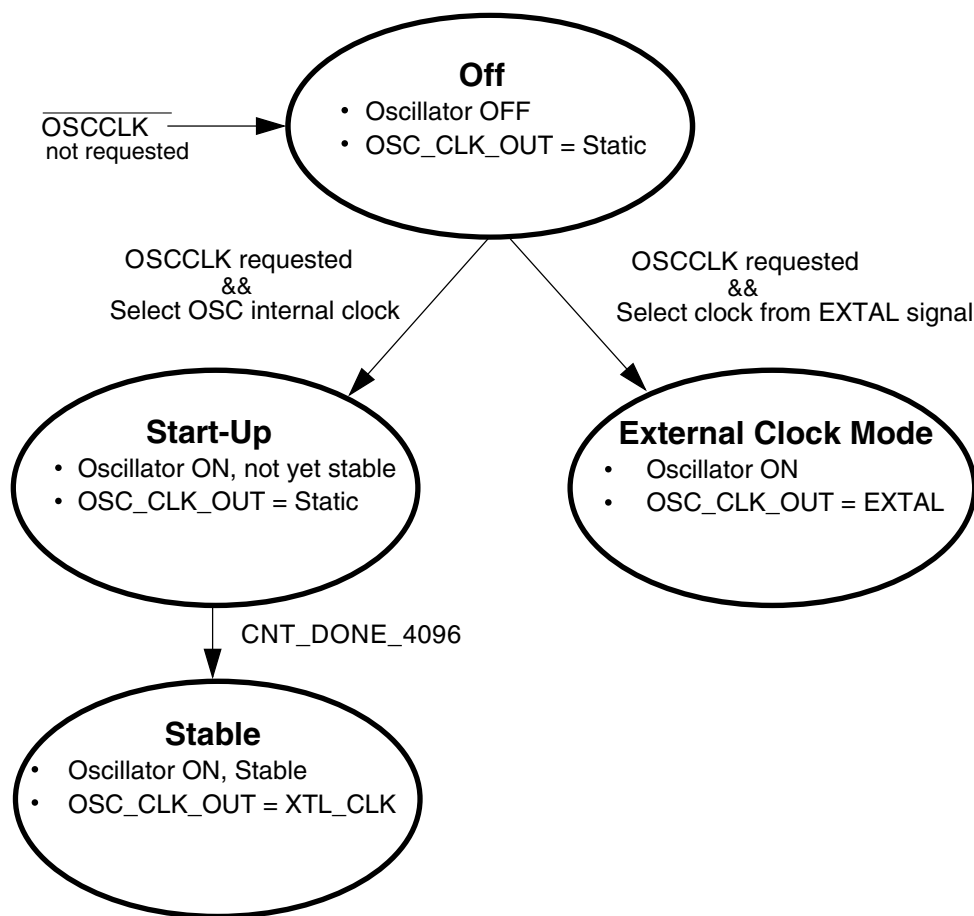 Off
• Oscillator OFF
• OSC_CLK_OUT = Static
OSCCLK
not requested
OSCCLK requested
&&
Select OSC internal clock
OSCCLK requested
&&
Select clock from EXTAL signal
Start-Up
• Oscillator ON, not yet stable
• OSC_CLK_OUT = Static
External Clock Mode
• Oscillator ON
• OSC_CLK_OUT = EXTAL
CNT_DONE_4096
Stable
• Oscillator ON, Stable
• OSC_CLK_OUT = XTL_CLK